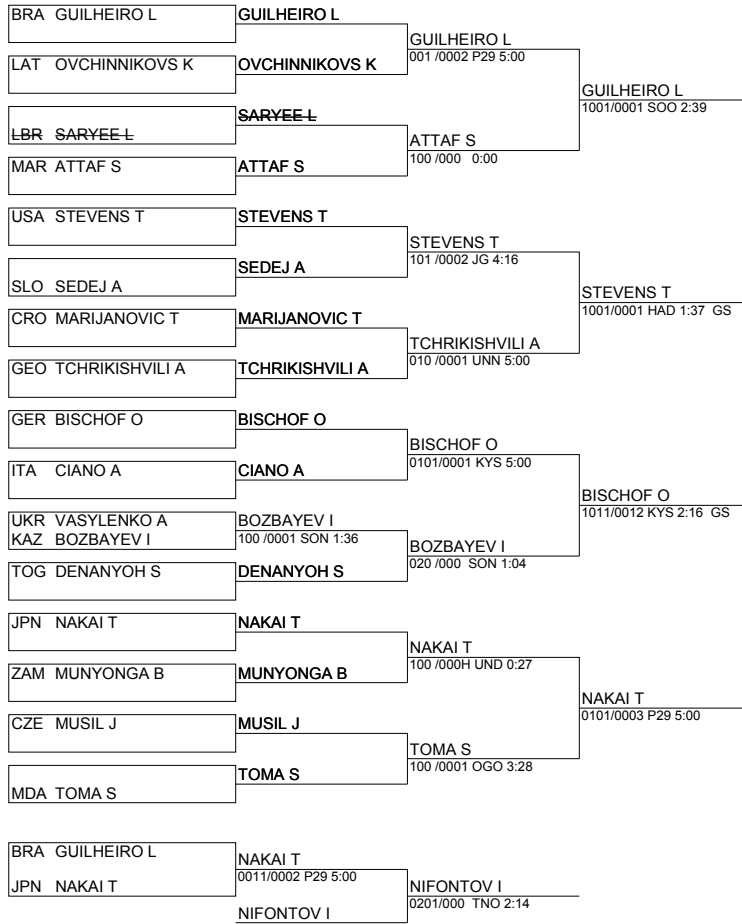 BRA GUILHEIRO L
GUILHEIRO L
GUILHEIRO L
001 /0002 P29 5:00
LAT OVCHINNIKOVS K
OVCHINNIKOVS K
GUILHEIRO L
1001/0001 SOO 2:39
SARYEE L
LBR SARYEE L
ATTAF S
100 /000 0:00
MAR ATTAF S
ATTAF S
USA STEVENS T
STEVENS T
STEVENS T
101 /0002 JG 4:16
SEDEJ A
SLO SEDEJ A
STEVENS T
1001/0001 HAD 1:37 GS
CRO MARIJANOVIC T
MARIJANOVIC T
TCHRIKISHVILI A
010 /0001 UNN 5:00
GEO TCHRIKISHVILI A
TCHRIKISHVILI A
GER BISCHOF O
BISCHOF O
BISCHOF O
0101/0001 KYS 5:00
ITA CIANO A
CIANO A
BISCHOF O
1011/0012 KYS 2:16 GS
UKR VASYLENKO A
BOZBAYEV I
KAZ BOZBAYEV I
100 /0001 SON 1:36
BOZBAYEV I
020 /000 SON 1:04
TOG DENANYOH S
DENANYOH S
JPN NAKAI T
NAKAI T
NAKAI T
100 /000H UND 0:27
ZAM MUNYONGA B
MUNYONGA B
NAKAI T
0101/0003 P29 5:00
CZE MUSIL J
MUSIL J
TOMA S
100 /0001 OGO 3:28
TOMA S
MDA TOMA S
BRA GUILHEIRO L
NAKAI T
0011/0002 P29 5:00
JPN NAKAI T
NIFONTOV I
0201/000 TNO 2:14
NIFONTOV I